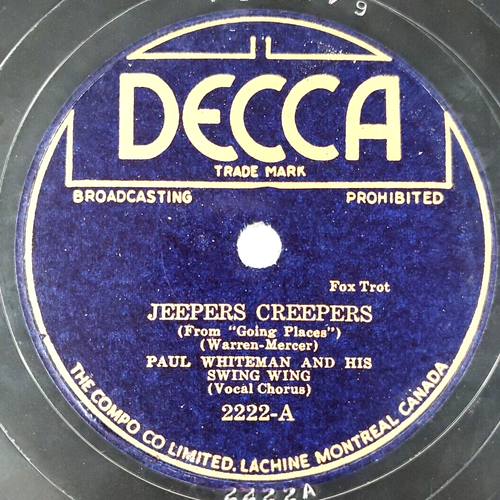 DECCA
TRADE MARK
BROADCASTING PROHIBITED
Fox Trot
JEEPERS CREEPERS
(From "Going Places")
(Warren-Mercer)
PAUL WHITEMAN AND HIS
SWING WING
(Vocal Chorus)
2222-A
THE COMPO CO LIMITED. LACHINE MONTREAL CANADA
2222A